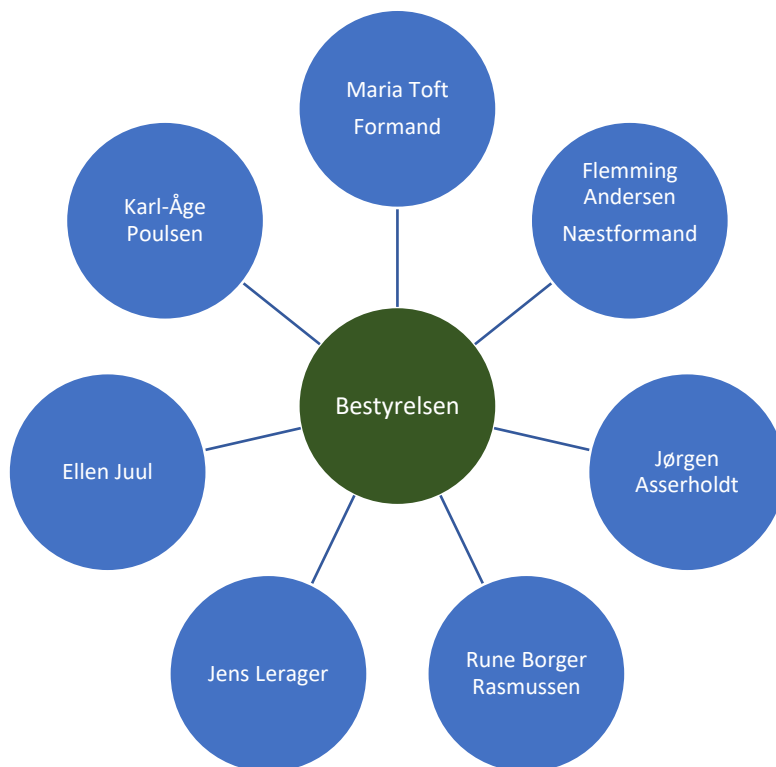 Maria Toft
Formand
Flemming
Andersen
Næstformand
Karl-Åge
Poulsen
Bestyrelsen
Ellen Juul
Jørgen
Asserholdt
Jens Lerager
Rune Borger
Rasmussen